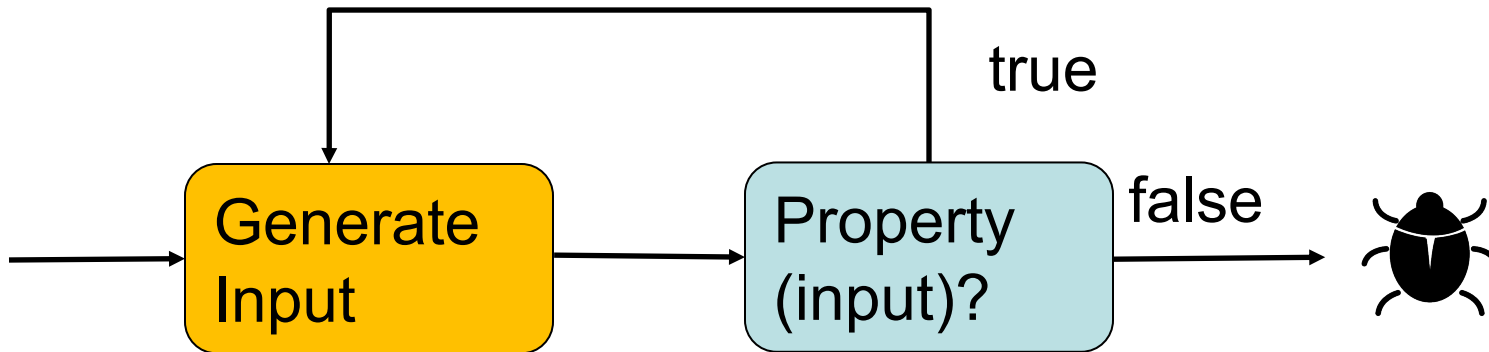 true
Generate
Input
Property
(input)?
false